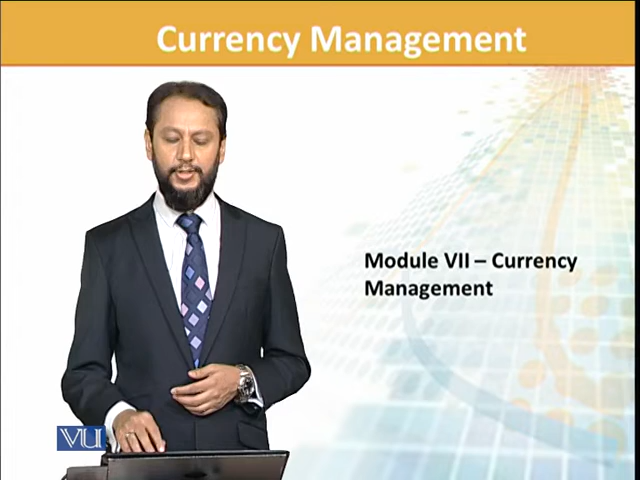 Currency Management
Module VII – Currency
Management
VU